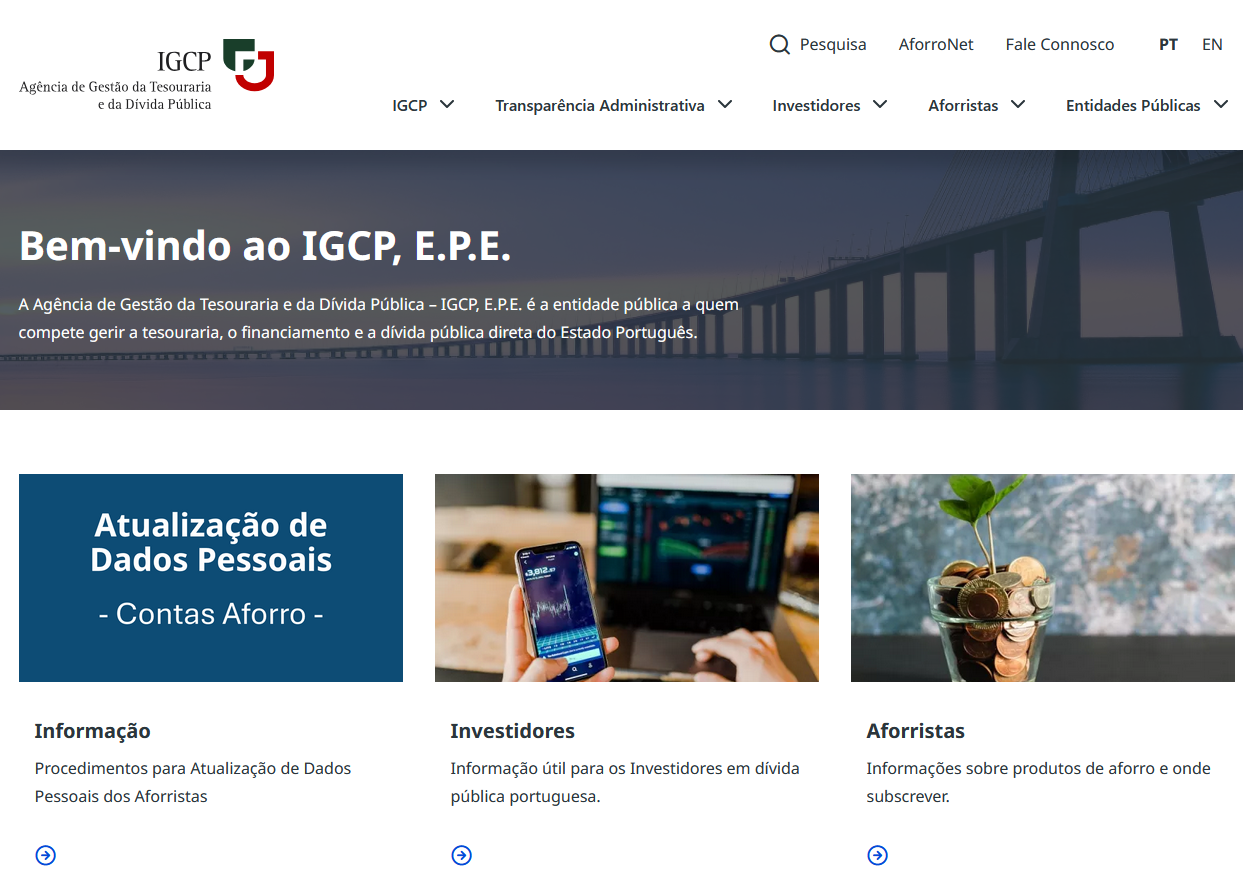 IGCP
Agência de Gestão da Tesouraria
e da Dívida Pública
Pesquisa AforroNet Fale Connosco PT EN
IGCP Transparência Administrativa Investidores Aforristas Entidades Públicas
Bem-vindo ao IGCP, E.P.E.
A Agência de Gestão da Tesouraria e da Dívida Pública – IGCP, E.P.E. é a entidade pública a quem
compete gerir a tesouraria, o financiamento e a dívida pública direta do Estado Português.
Atualização de
Dados Pessoais
- Contas Aforro -
Informação
Procedimentos para Atualização de Dados
Pessoais dos Aforristas
Investidores
Informação útil para os Investidores em dívida
pública portuguesa.
Aforristas
Informações sobre produtos de aforro e onde
subscrever.